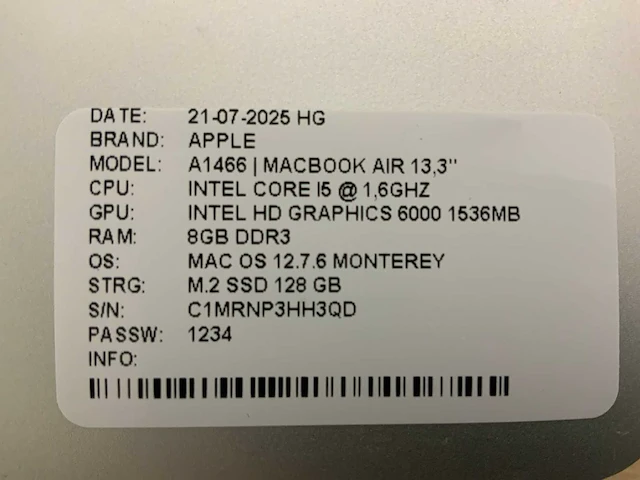 DATE: 21-07-2025 HG
BRAND: APPLE
MODEL: A1466 | MACBOOK AIR 13,3"
CPU: INTEL CORE I5 @ 1,6GHZ
GPU: INTEL HD GRAPHICS 6000 1536MB
RAM: 8GB DDR3
OS: MAC OS 12.7.6 MONTEREY
STRG: M.2 SSD 128 GB
S/N: C1MRNP3HH3QD
PASSW: 1234
INFO: